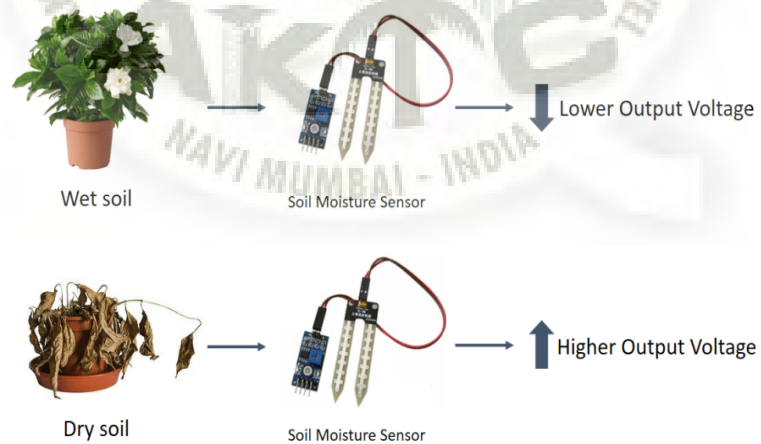 AKTC
NAVI MUMBAI - INDIA
Lower Output Voltage
Wet soil
Soil Moisture Sensor
Higher Output Voltage
Dry soil
Soil Moisture Sensor